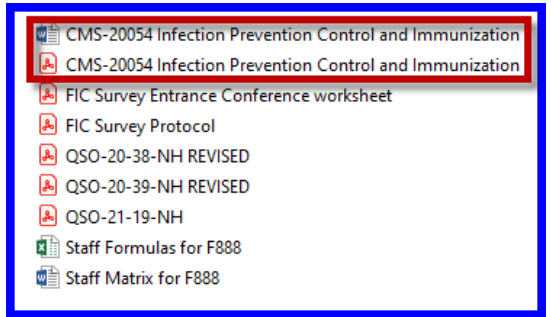 CMS-20054 Infection Prevention Control and Immunization
CMS-20054 Infection Prevention Control and Immunization
FIC Survey Entrance Conference worksheet
FIC Survey Protocol
QSO-20-38-NH REVISED
QSO-20-39-NH REVISED
QSO-21-19-NH
Staff Formulas for F888
Staff Matrix for F888